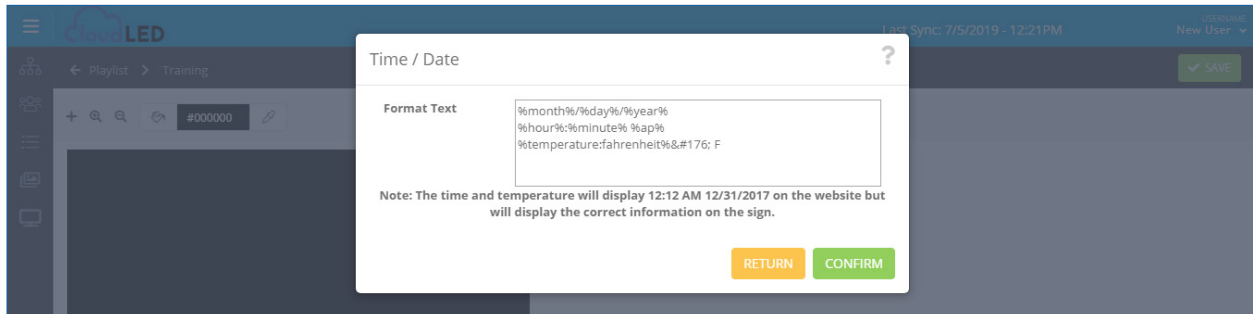 CloudLED
Last Sync: 7/5/2019 - 12:21PM
USERNAME
New User
Playlist > Training
SAVE
#000000
Time / Date
?
Format Text
%month%/%day%/%year%
%hour%:%minute% %ap%
%temperature:fahrenheit%&#176; F
Note: The time and temperature will display 12:12 AM 12/31/2017 on the website but
will display the correct information on the sign.
RETURN
CONFIRM